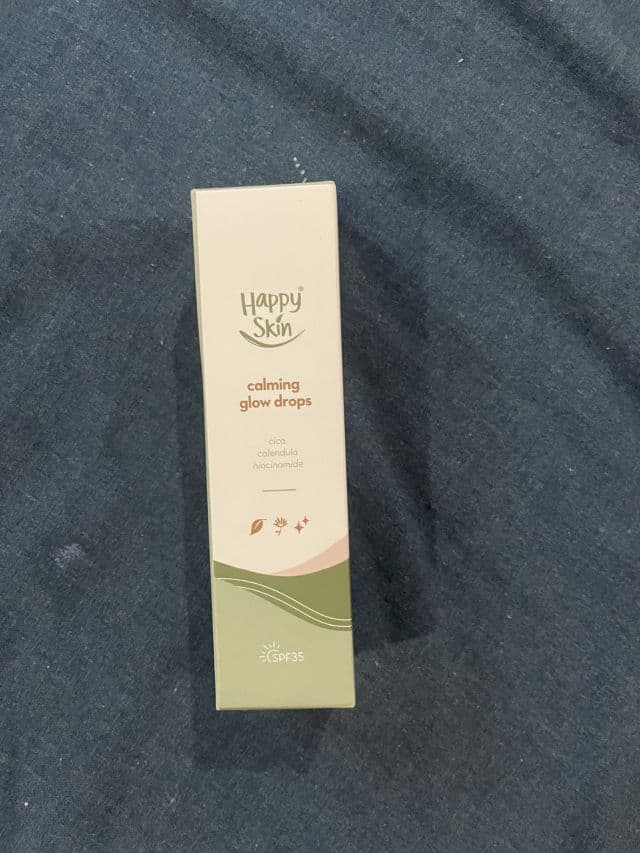 Happy®
Skin
calming
glow drops
cica
calendula
niacinamide
SPF35